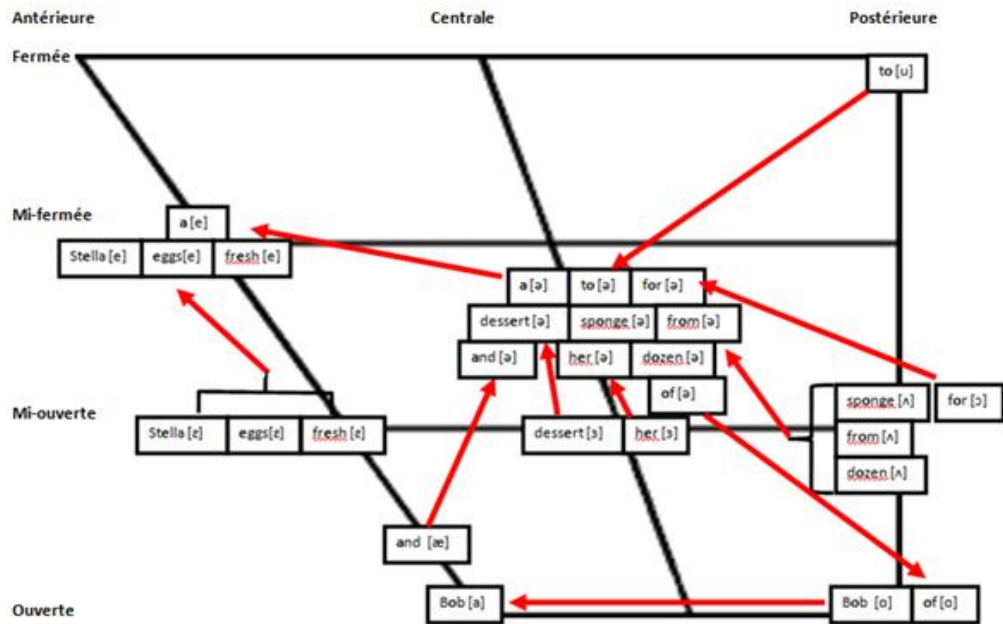 Antérieure Centrale Postérieure
Fermée
to [u]
Mi-fermée
a [e]
Stella [e] eggs[e] fresh [e]
a [ə] to [ə] for [ə]
dessert [ə] sponge [ə] from [ə]
and [ə] her [ə] dozen [ə]
of [ə]
Mi-ouverte
sponge [ʌ] for [ɔ]
Stella [ɛ] eggs[ɛ] fresh [ɛ] dessert [ɜ] her [ɜ] from [ʌ]
dozen [ʌ]
and [æ]
Ouverte
Bob [a] Bob [ɑ] of [ɑ]